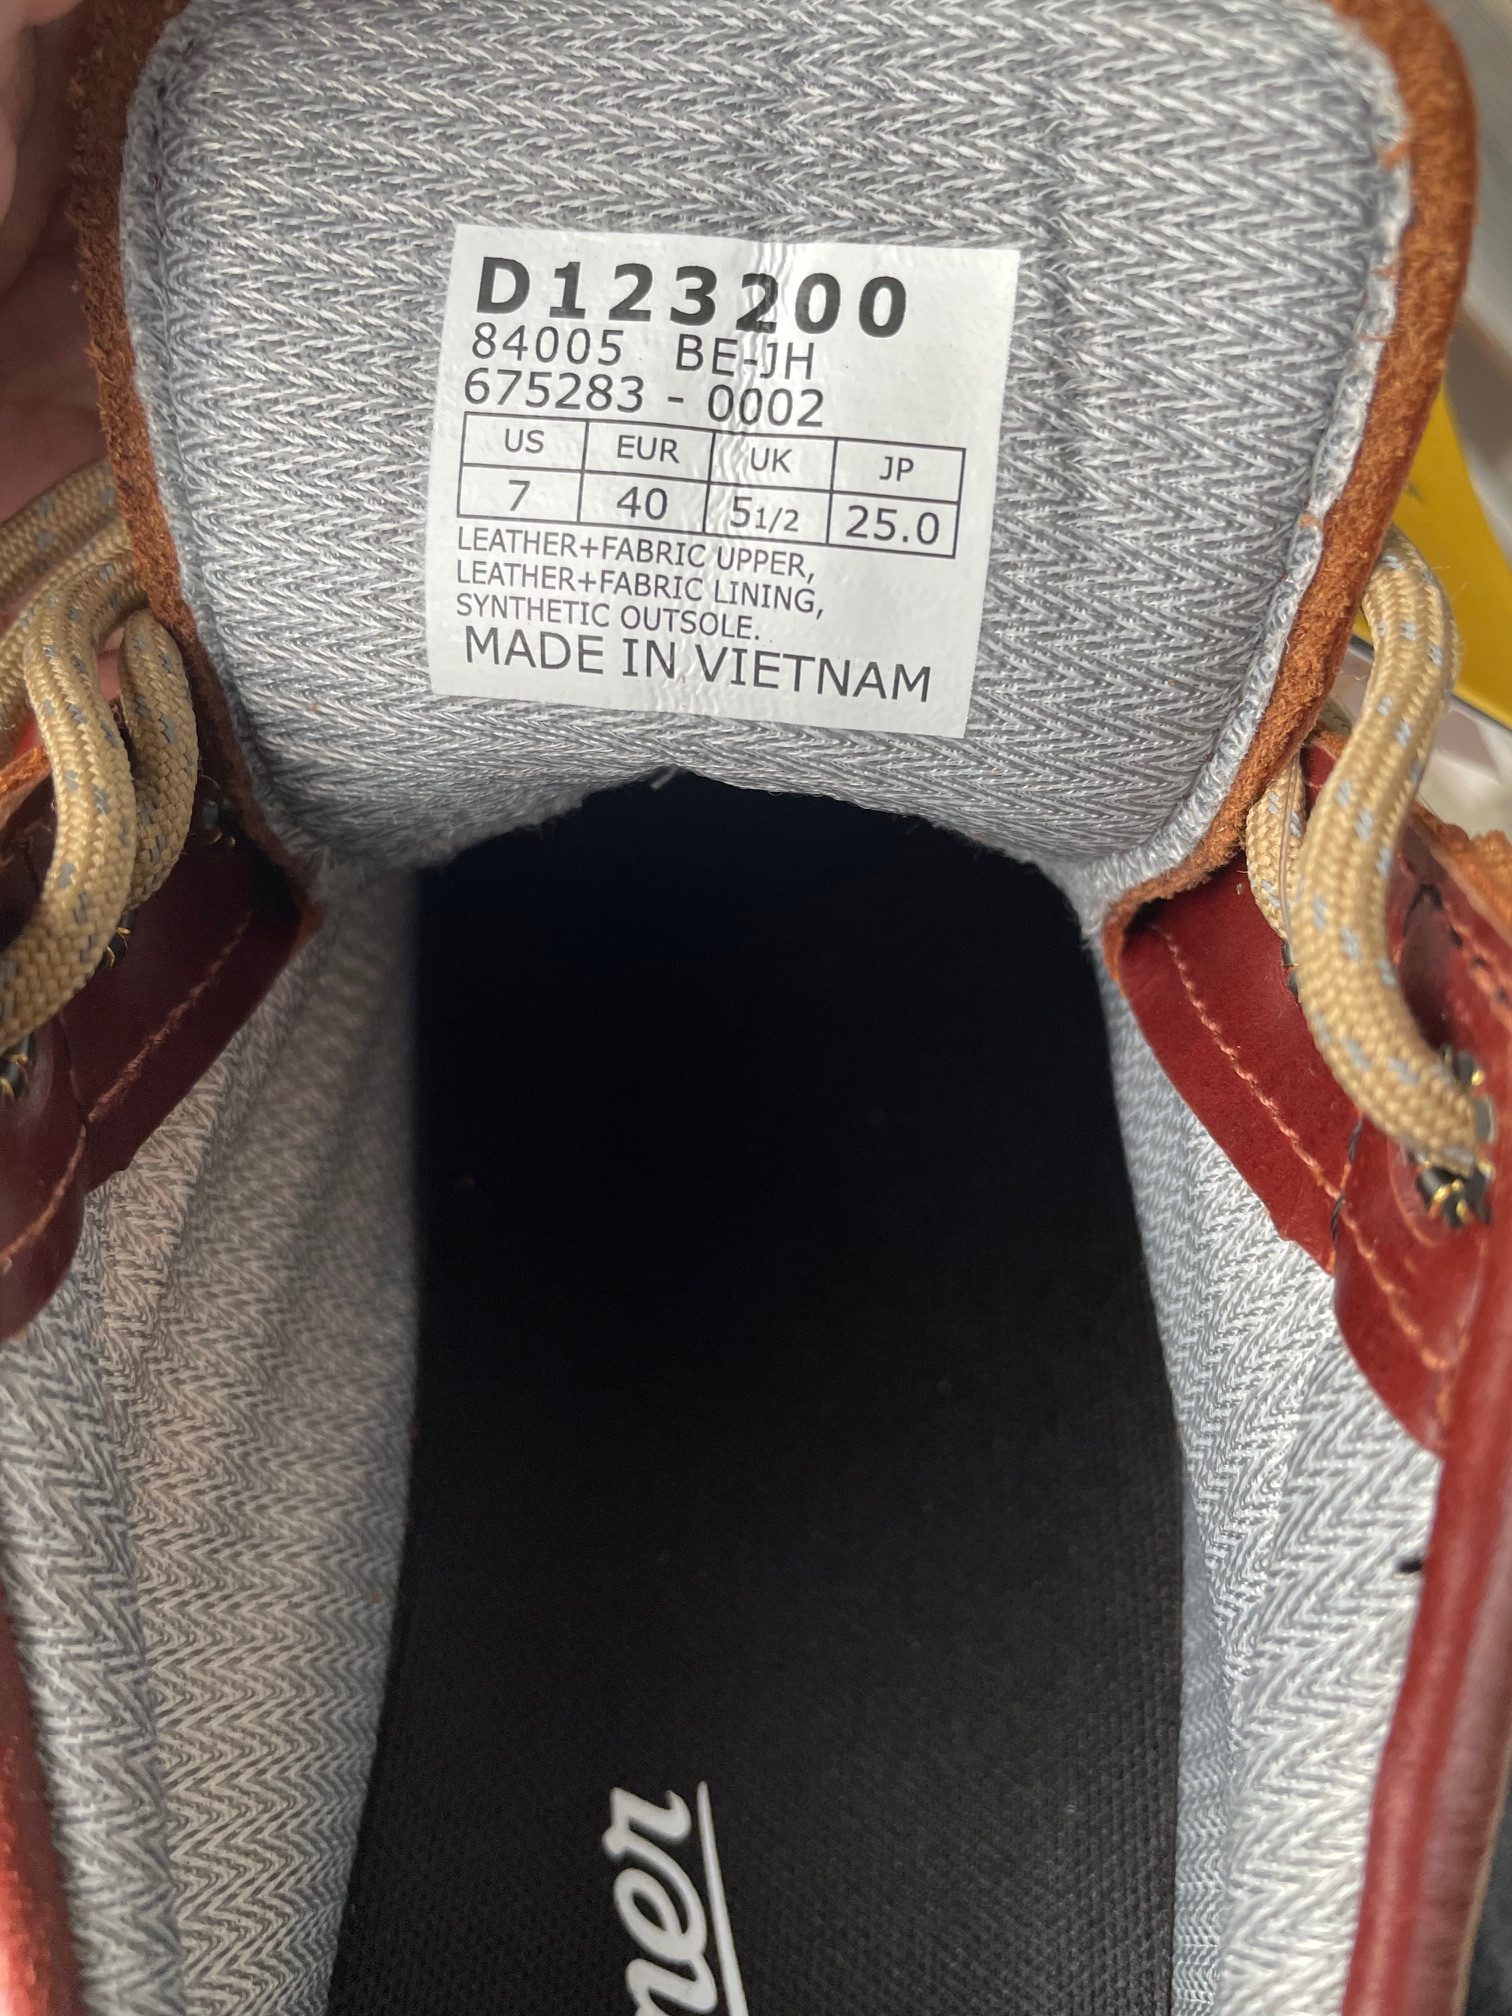 D123200
84005 BE-JH
675283 - 0002
US EUR UK JP
7 40 5 1/2 25.0
LEATHER+FABRIC UPPER,
LEATHER+FABRIC LINING,
SYNTHETIC OUTSOLE.
MADE IN VIETNAM
ner